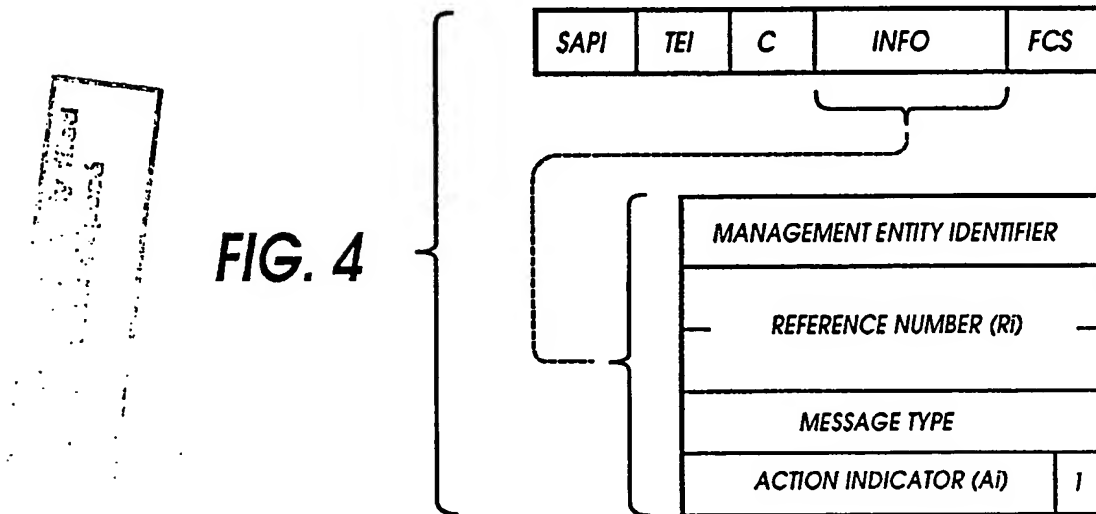 SAPI TEI C INFO FCS
MANAGEMENT ENTITY IDENTIFIER
FIG. 4
REFERENCE NUMBER (Ri)
MESSAGE TYPE
ACTION INDICATOR (Ai) 1